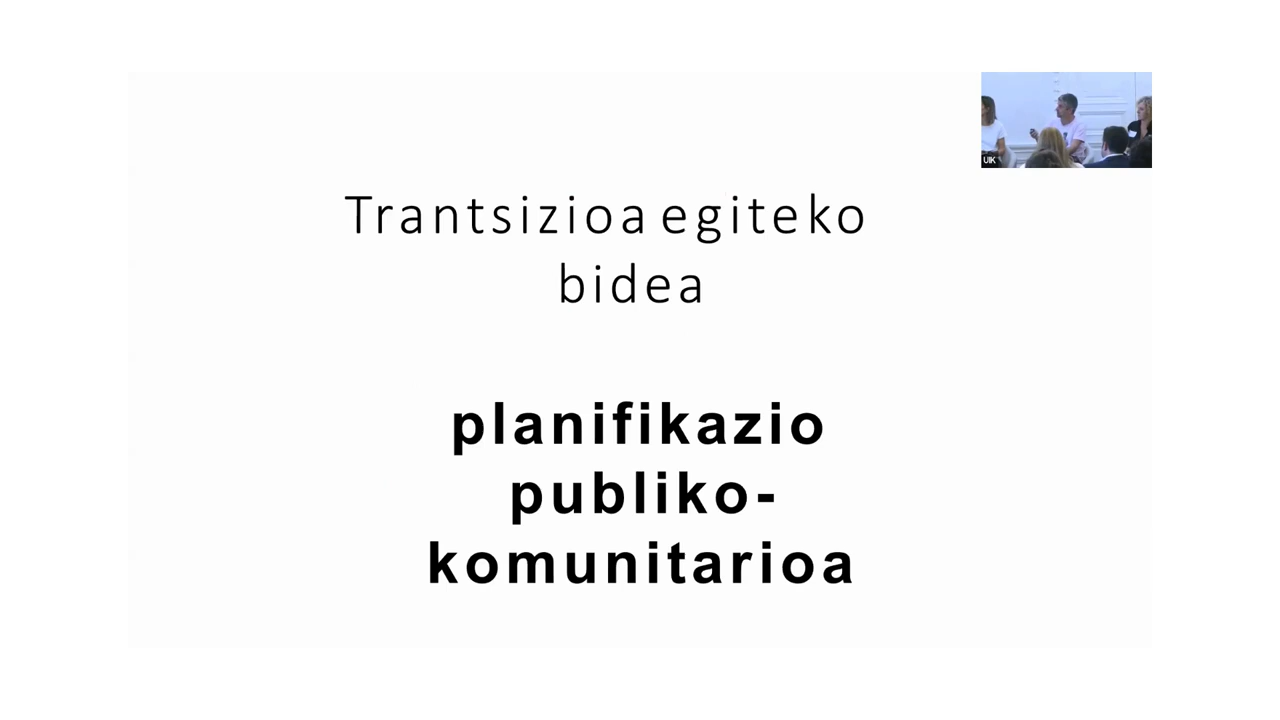 Trantsizioa egiteko
bidea
planifikazio
publiko-
komunitarioa
UIK